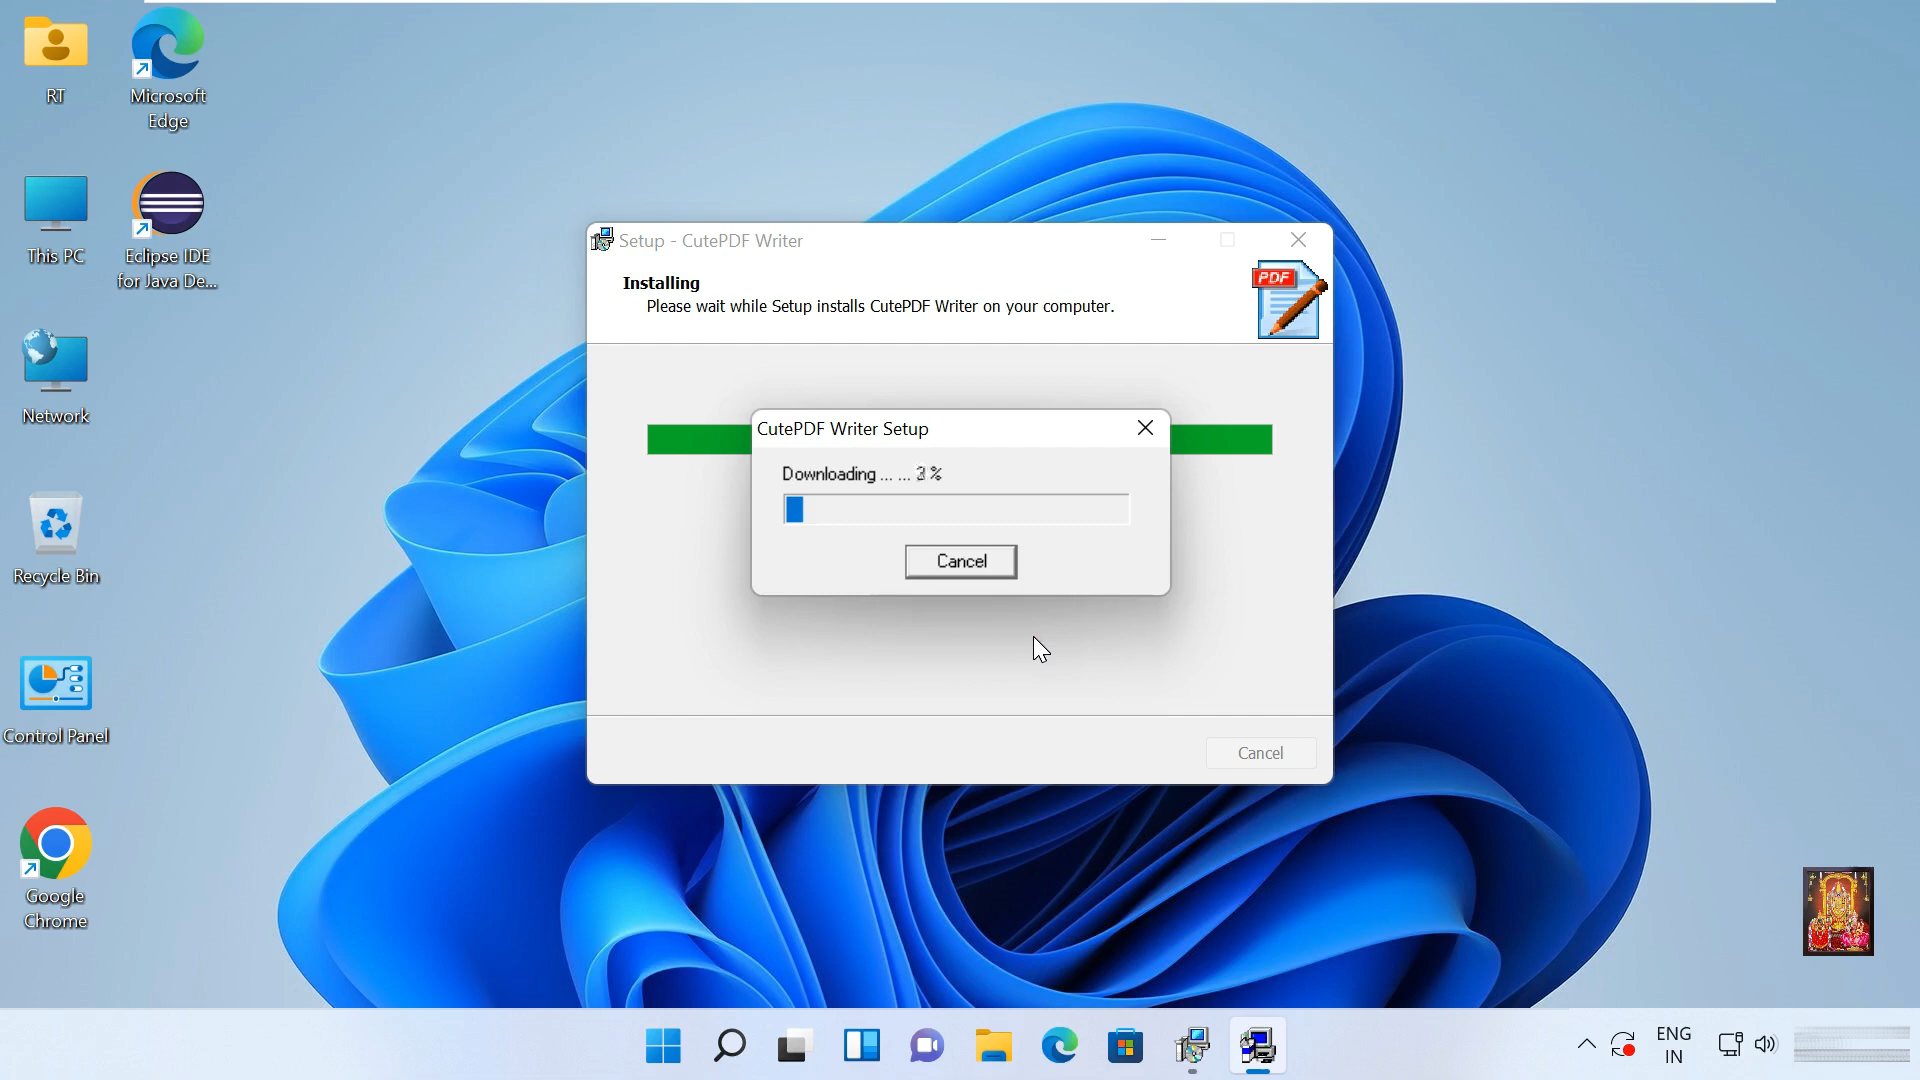 RT
Microsoft
Edge
This PC
Eclipse IDE
for Java De...
Network
Recycle Bin
Control Panel
Google
Chrome
Setup - CutePDF Writer
Installing
Please wait while Setup installs CutePDF Writer on your computer.
PDF
CutePDF Writer Setup
Downloading ... ... 3 %
Cancel
Cancel
ENG
IN